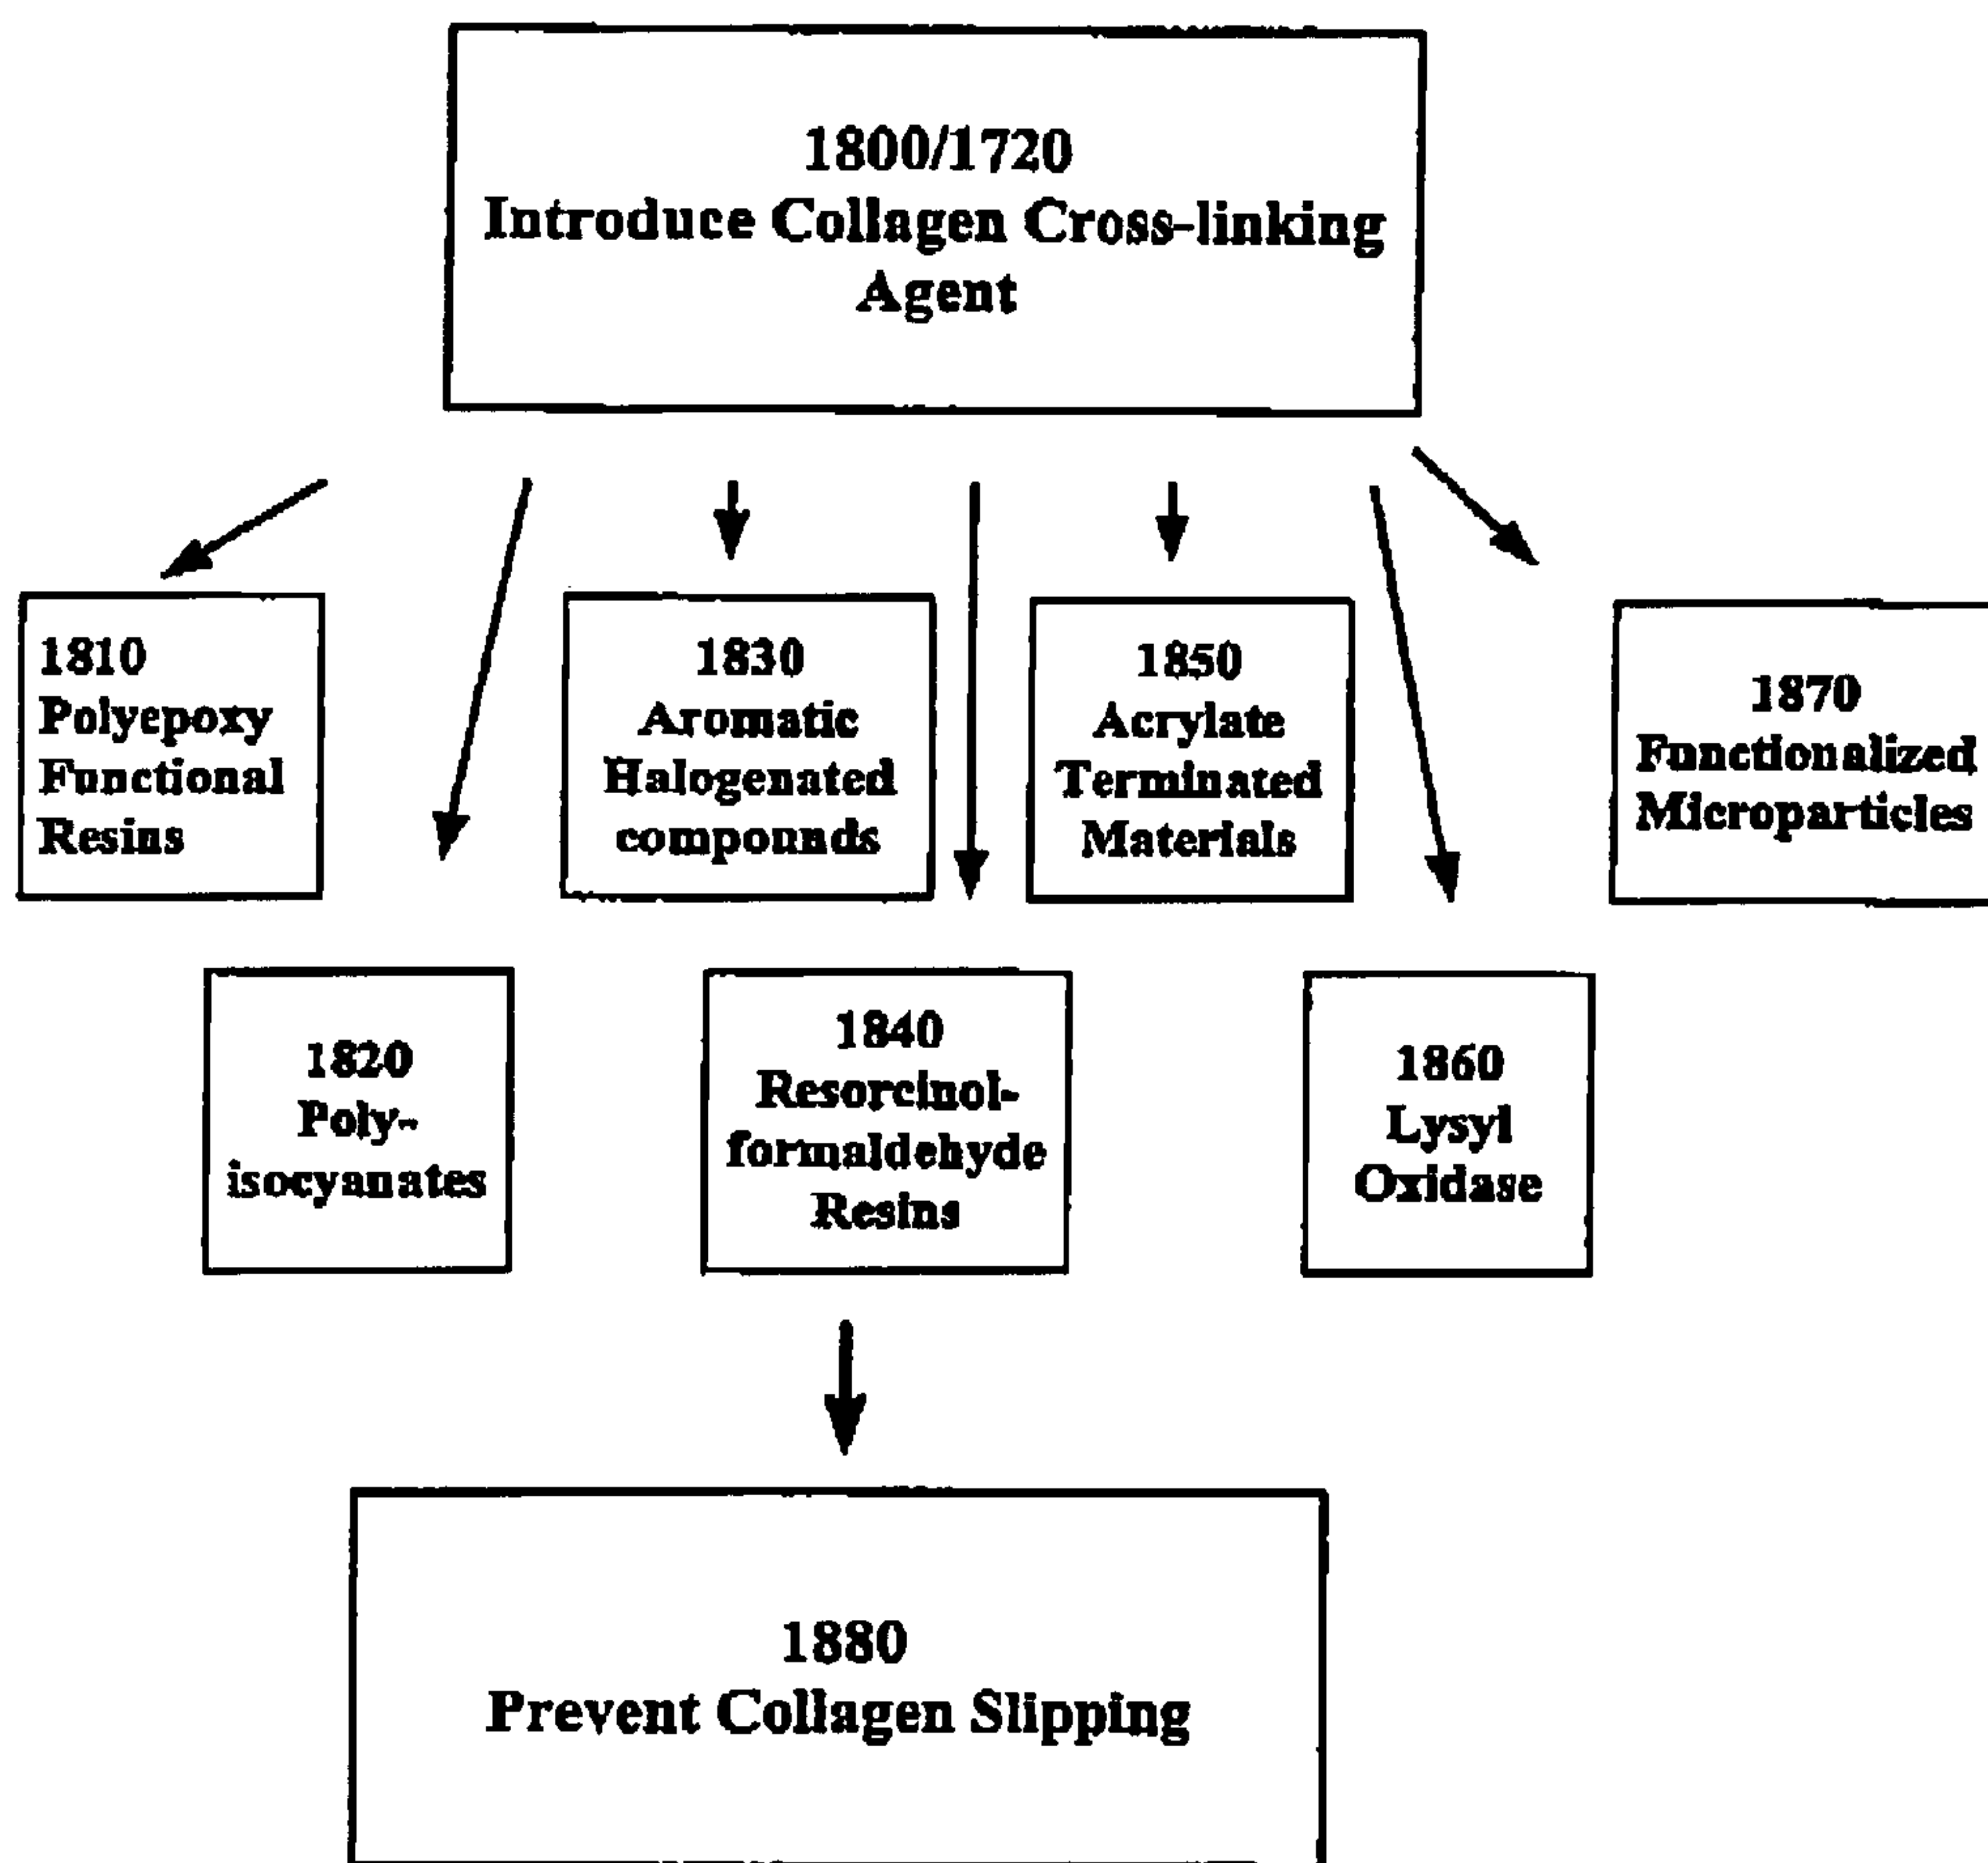 1800/1720
Introduce Collagen Cross-linking
Agent
1810
Polyepoxy
Functional
Resins
1830
Aromatic
Halogenated
compounds
1850
Acrylate
Terminated
Materials
1870
Functionalized
Microparticles
1820
Poly-
isocyanates
1840
Resorcinol-
formaldehyde
Resins
1860
Lysyl
Oxidase
1880
Prevent Collagen Slipping